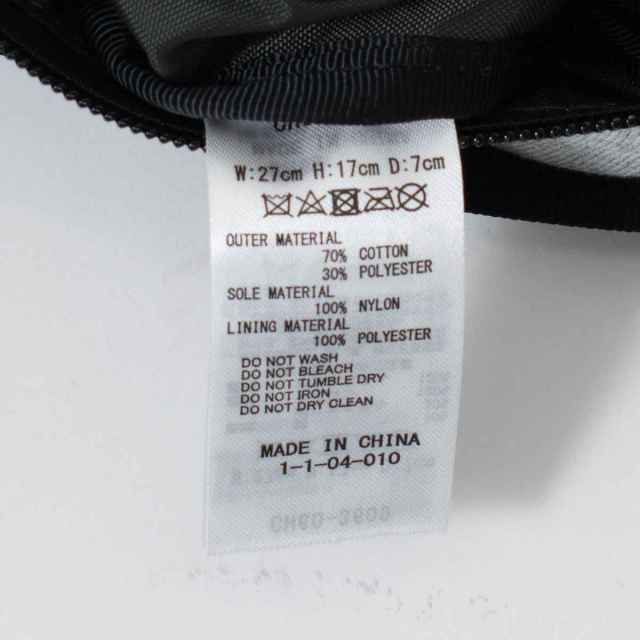 W:27cm H:17cm D:7cm
OUTER MATERIAL
70% COTTON
30% POLYESTER
SOLE MATERIAL
100% NYLON
LINING MATERIAL
100% POLYESTER
DO NOT WASH
DO NOT BLEACH
DO NOT TUMBLE DRY
DO NOT IRON
DO NOT DRY CLEAN
MADE IN CHINA
1-1-04-010